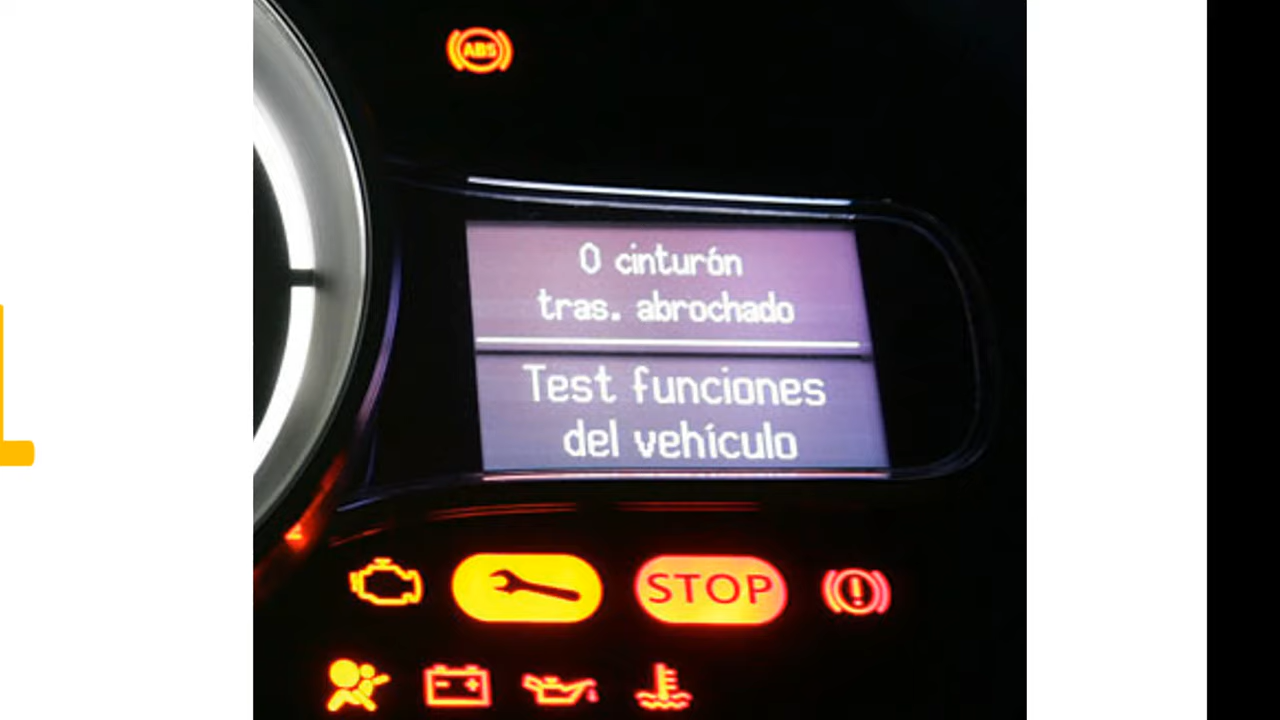 ABS
0 cinturón
tras. abrochado
Test funciones
del vehículo
STOP